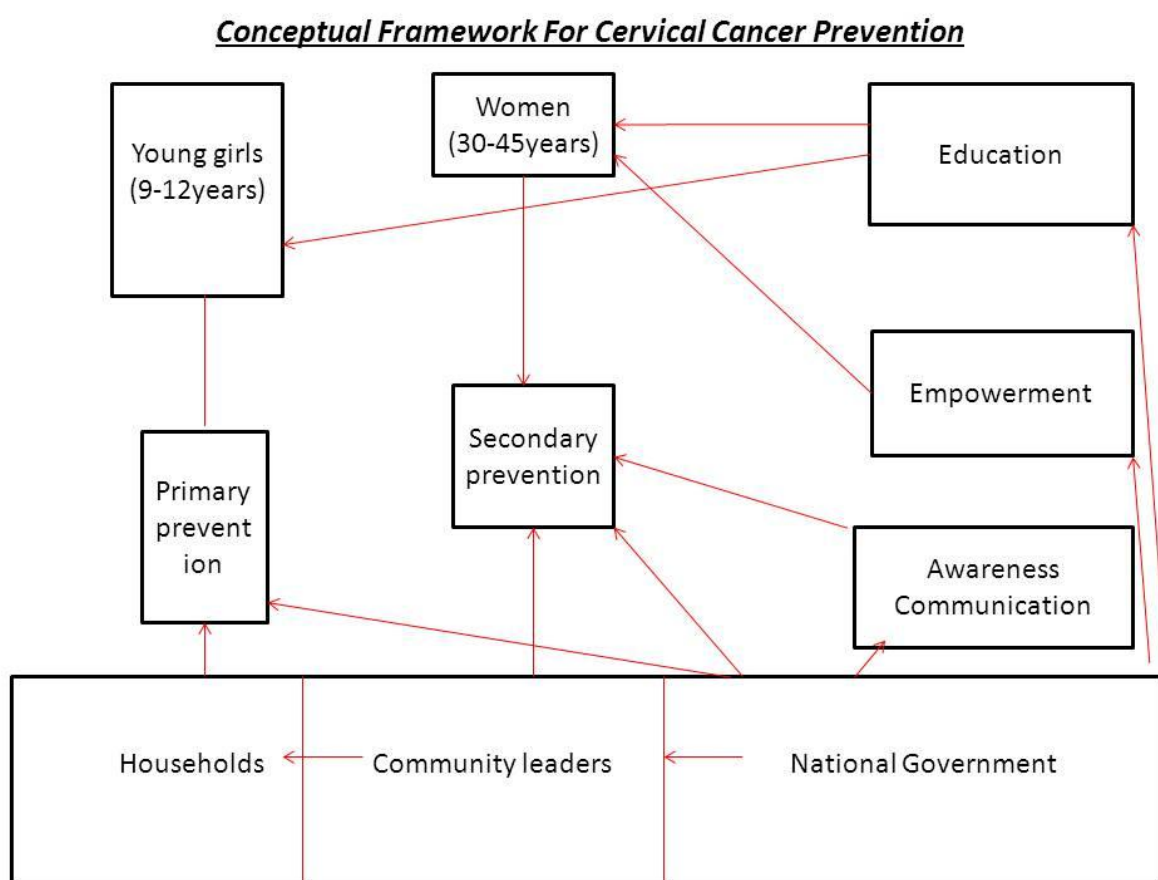 Conceptual Framework For Cervical Cancer Prevention
Young girls
(9-12years)
Women
(30-45years)
Education
Empowerment
Secondary
prevention
Primary
prevent
ion
Awareness
Communication
Households
Community leaders
National Government